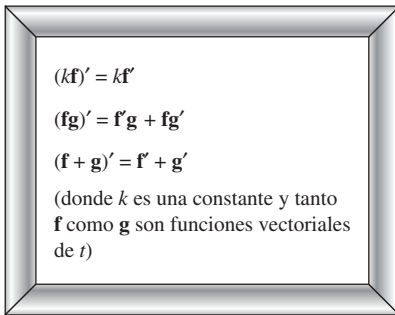 (kf)′ = kf′
(fg)′ = f′g + fg′
(f + g)′ = f′ + g′
(donde k es una constante y tanto
f como g son funciones vectoriales
de t)